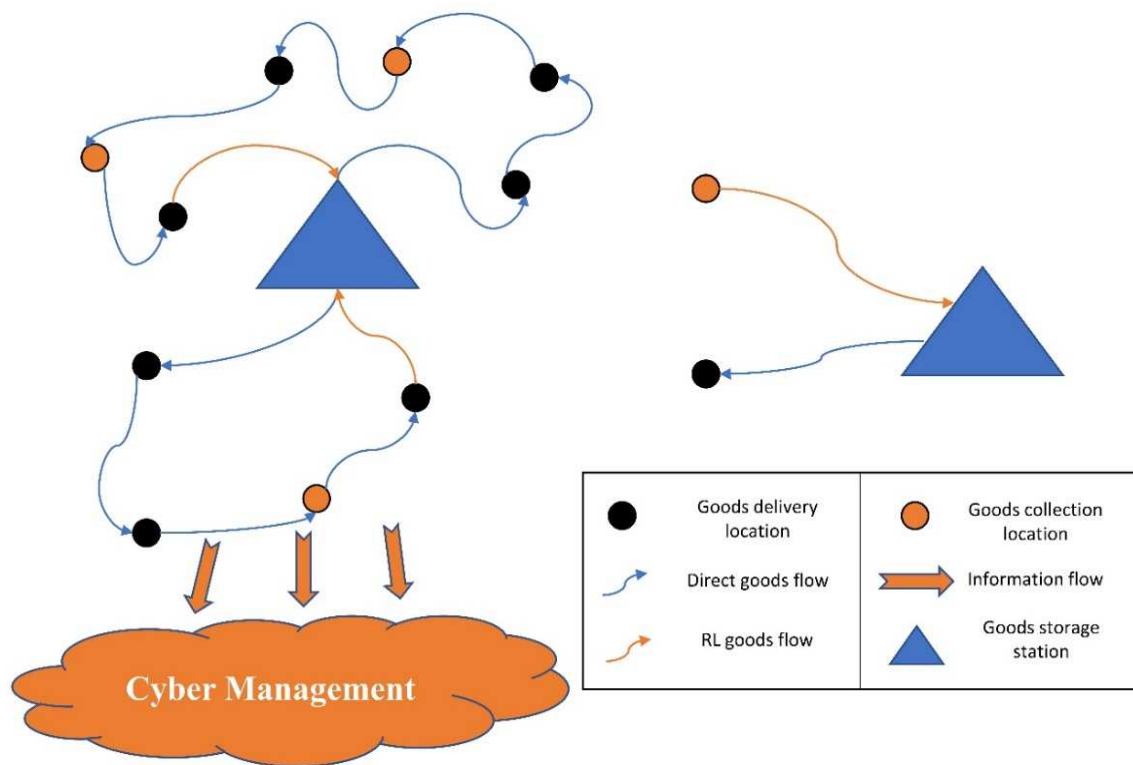 Goods delivery
location
Goods collection
location
Direct goods flow
Information flow
RL goods flow
Goods storage
station
Cyber Management